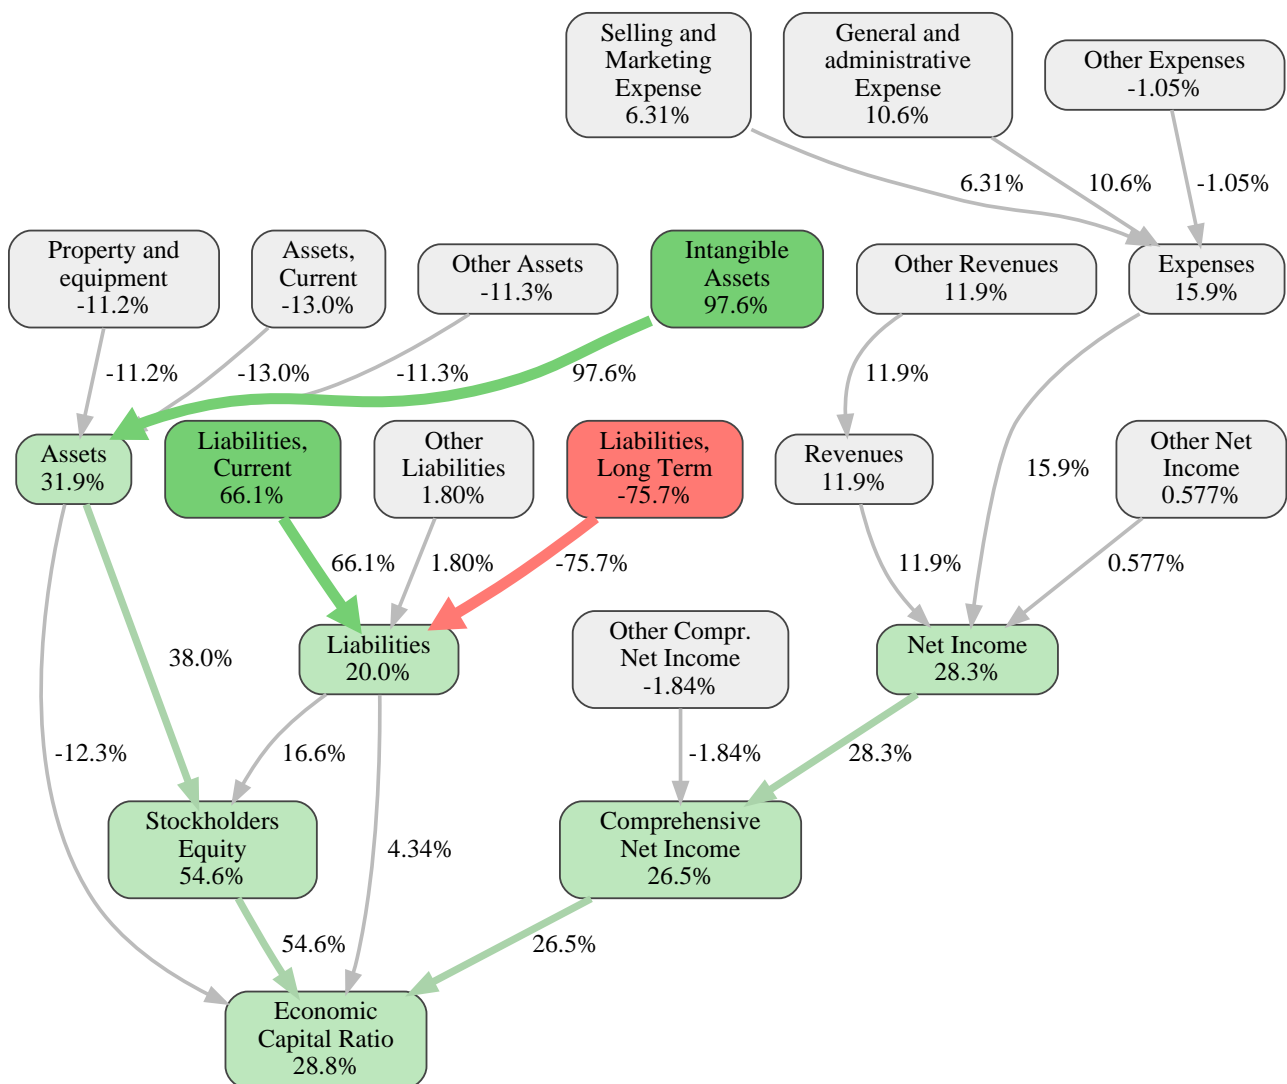 Selling and
Marketing
Expense
6.31%
General and
administrative
Expense
10.6%
Other Expenses
-1.05%
6.31%
10.6%
-1.05%
Property and
equipment
-11.2%
Assets,
Current
-13.0%
Other Assets
-11.3%
Intangible
Assets
97.6%
Other Revenues
11.9%
Expenses
15.9%
-11.2%
-13.0%
-11.3%
97.6%
11.9%
Assets
31.9%
Liabilities,
Current
66.1%
Other
Liabilities
1.80%
Liabilities,
Long Term
-75.7%
Revenues
11.9%
15.9%
Other Net
Income
0.577%
66.1%
1.80%
-75.7%
11.9%
0.577%
38.0%
Liabilities
20.0%
Other Compr.
Net Income
-1.84%
Net Income
28.3%
-12.3%
16.6%
-1.84%
28.3%
Stockholders
Equity
54.6%
4.34%
Comprehensive
Net Income
26.5%
54.6%
26.5%
Economic
Capital Ratio
28.8%